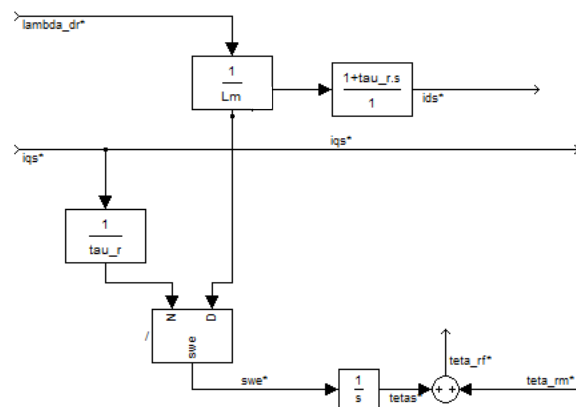 lambda_dr*
1
Lm
1+tau_r.s
1
ids*
iqs*
iqs*
1
tau_r
N
D
/
swe
swe*
1
s
tetas
+ +
teta_rf*
teta_rm*